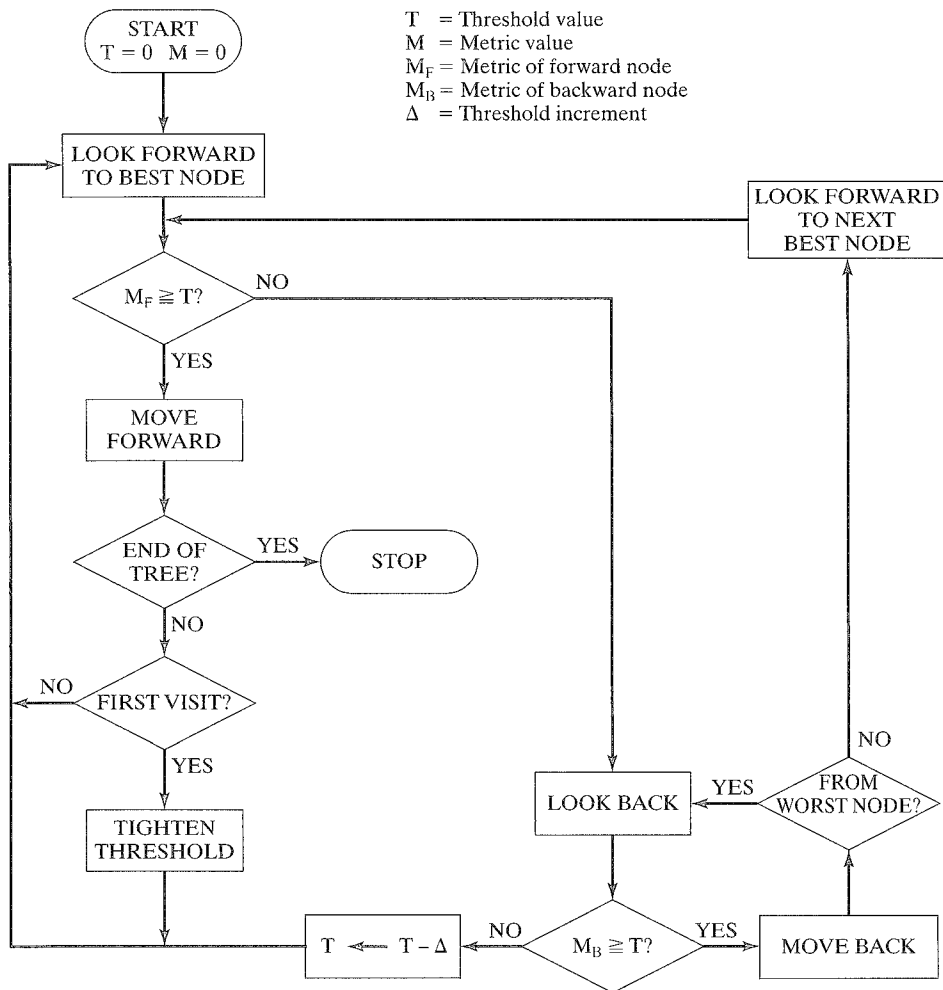 START
T = 0 M = 0
T = Threshold value
M = Metric value
M_F = Metric of forward node
M_B = Metric of backward node
Δ = Threshold increment
LOOK FORWARD
TO BEST NODE
LOOK FORWARD
TO NEXT
BEST NODE
M_F ≧ T?
NO
YES
MOVE
FORWARD
END OF
TREE?
YES
STOP
NO
FIRST VISIT?
NO
YES
TIGHTEN
THRESHOLD
LOOK BACK
YES
FROM
WORST NODE?
NO
T ← T – Δ
NO
M_B ≧ T?
YES
MOVE BACK